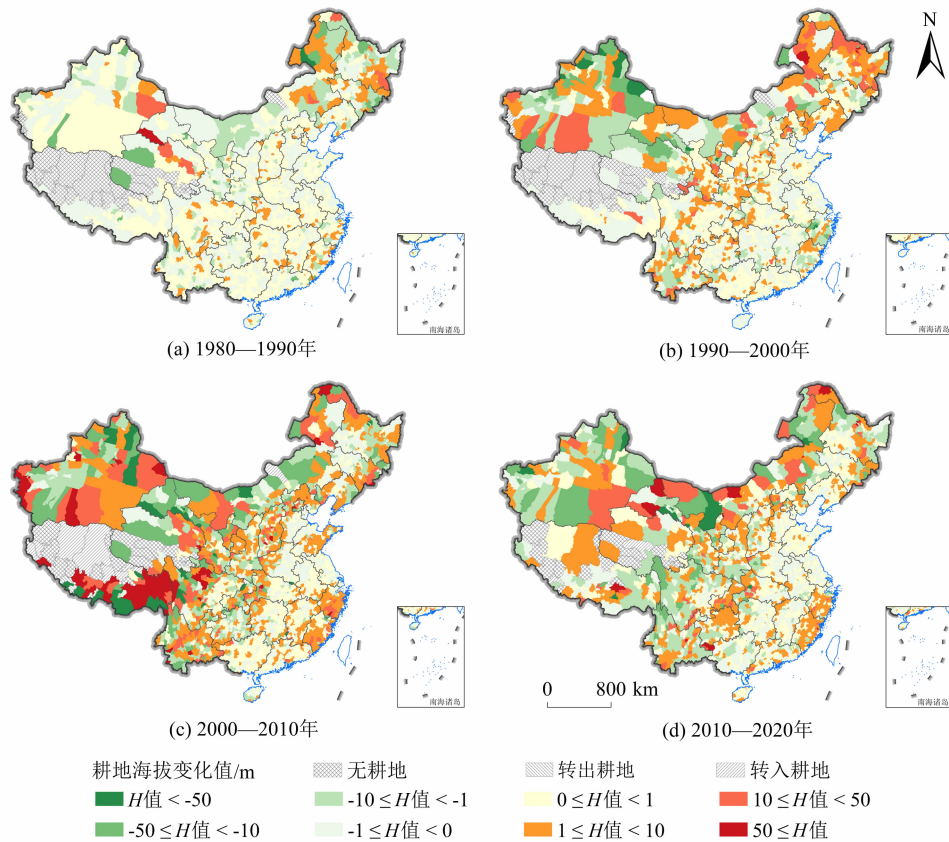 N
南海诸岛
南海诸岛
(a) 1980—1990年
(b) 1990—2000年
南海诸岛
0 800 km
南海诸岛
(c) 2000—2010年
(d) 2010—2020年
耕地海拔变化值/m
无耕地
转出耕地
转入耕地
H值 < -50
-10 ≤ H值 < -1
0 ≤ H值 < 1
10 ≤ H值 < 50
-50 ≤ H值 < -10
-1 ≤ H值 < 0
1 ≤ H值 < 10
50 ≤ H值